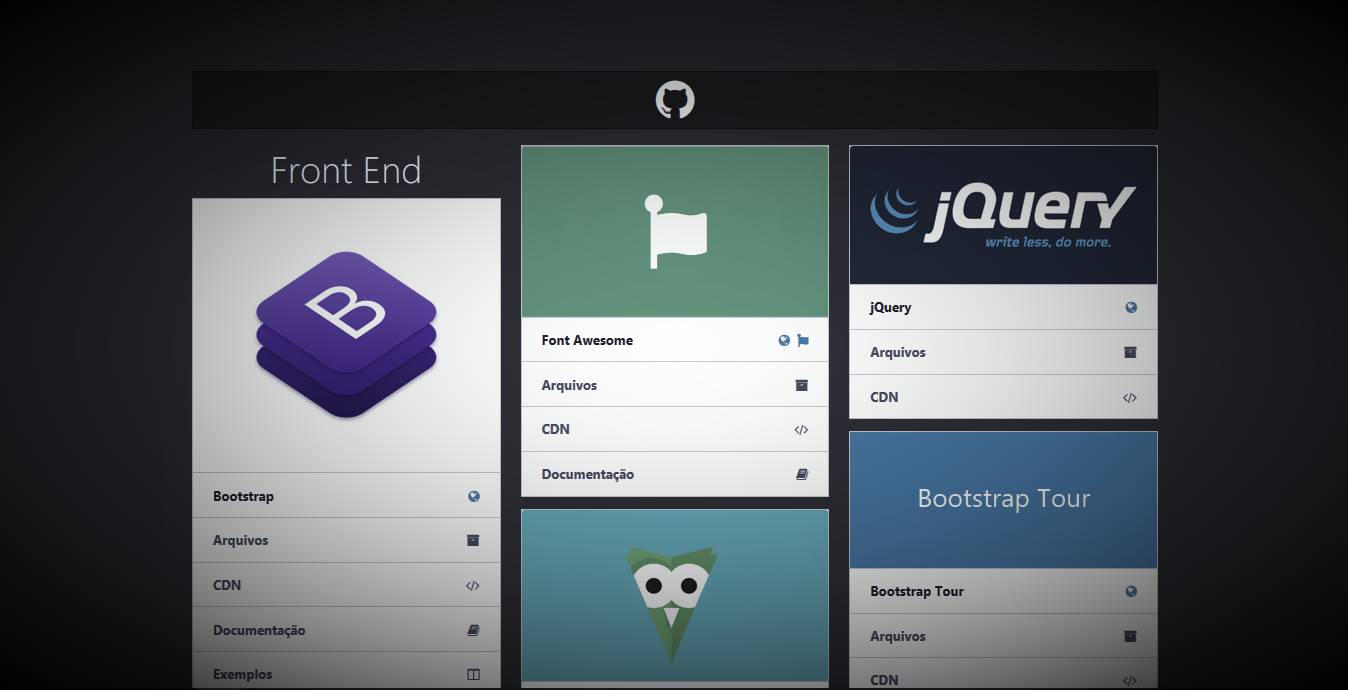 Front End
B
Bootstrap
Arquivos
CDN
Documentação
Exemplos
Font Awesome
Arquivos
CDN
Documentação
jQuery
write less, do more.
jQuery
Arquivos
CDN
Bootstrap Tour
Bootstrap Tour
Arquivos
CDN